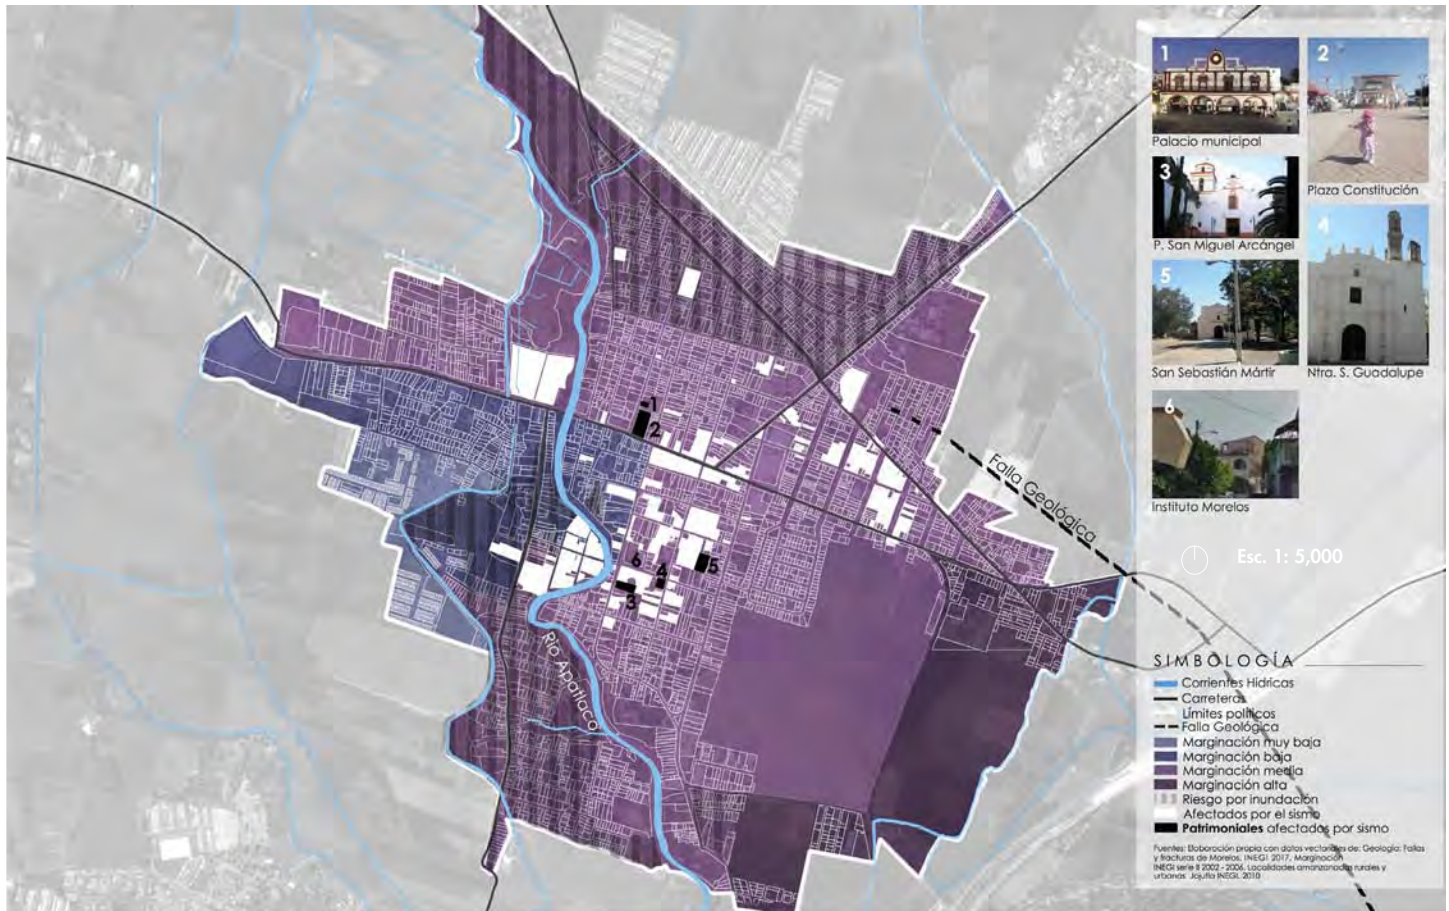 1
2
Palacio municipal
3
Plaza Constitución
P. San Miguel Arcángel
4
5
San Sebastián Mártir
Ntra. S. Guadalupe
6
Instituto Morelos
Esc. 1: 5,000
1
2
Falla Geológica
6
4
5
3
Río Apatlaco
SIMBOLOGÍA
Corrientes Hídricas
Carreteras
Límites políticos
Falla Geológica
Marginación muy baja
Marginación baja
Marginación media
Marginación alta
Riesgo por inundación
Afectados por el sismo
Patrimoniales afectados por sismo
Fuentes: Elaboración propia con datos vectoriales de: Geología: Fallas
y fracturas de Morelos, INEGI 2017, Marginación
INEGI serie II 2002 - 2006, Localidades amanzanadas rurales y
urbanas Jojutla INEGI, 2010